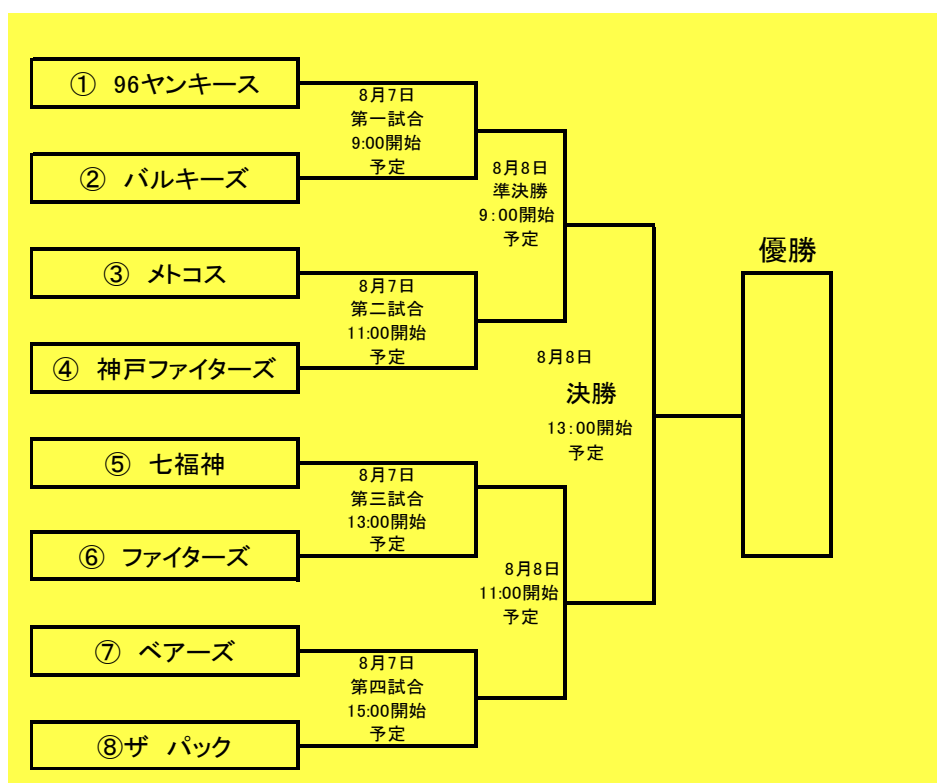 ① 96ヤンキース
8月7日
第一試合
9:00開始
予定
② バルキーズ
8月8日
準決勝
9:00開始
予定
③ メトコス
8月7日
第二試合
11:00開始
予定
④ 神戸ファイターズ
優勝
8月8日
決勝
13:00開始
予定
⑤ 七福神
8月7日
第三試合
13:00開始
予定
⑥ ファイターズ
8月8日
11:00開始
予定
⑦ ベアーズ
8月7日
第四試合
15:00開始
予定
⑧ザ パック